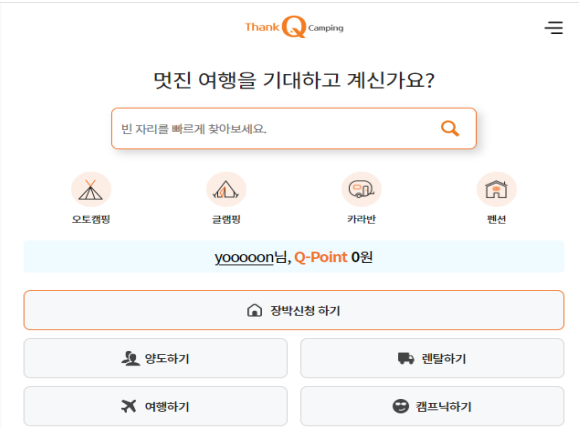 Thank Q Camping
멋진 여행을 기대하고 계신가요?
빈 자리를 빠르게 찾아보세요.
오토캠핑 글램핑 카라반 펜션
yooooon님, Q-Point 0원
장박신청 하기
양도하기 렌탈하기
여행하기 캠프닉하기